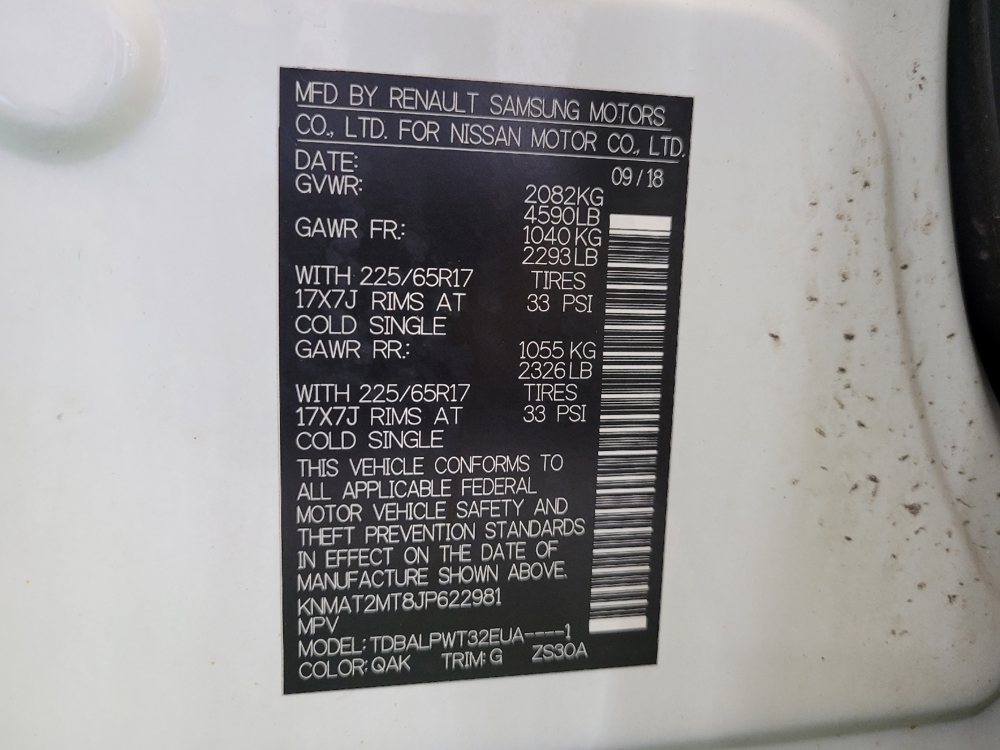 MFD BY RENAULT SAMSUNG MOTORS
CO., LTD. FOR NISSAN MOTOR CO., LTD.
DATE: 09/18
GVWR: 2082KG
4590LB
GAWR FR.: 1040 KG
2293 LB
WITH 225/65R17 TIRES
17X7J RIMS AT 33 PSI
COLD SINGLE
GAWR RR.: 1055 KG
2326 LB
WITH 225/65R17 TIRES
17X7J RIMS AT 33 PSI
COLD SINGLE
THIS VEHICLE CONFORMS TO
ALL APPLICABLE FEDERAL
MOTOR VEHICLE SAFETY AND
THEFT PREVENTION STANDARDS
IN EFFECT ON THE DATE OF
MANUFACTURE SHOWN ABOVE.
KNMAT2MT8JP622981
MPV
MODEL: TDBALPWT32EUA----1
COLOR: QAK TRIM: G ZS30A